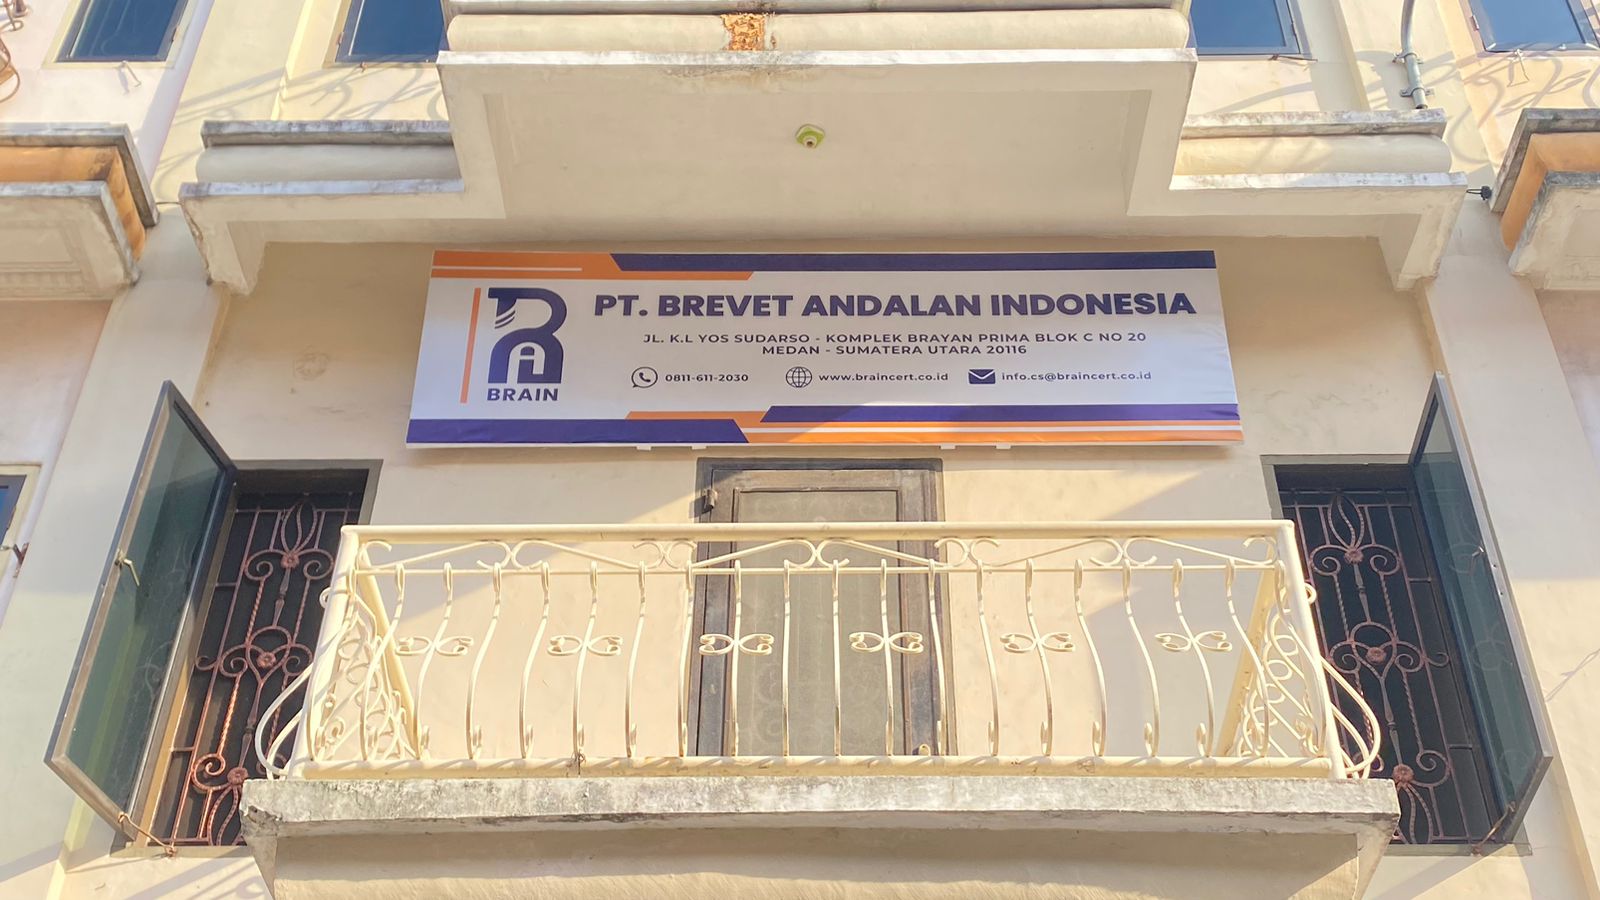 PT. BREVET ANDALAN INDONESIA
JL. K.L YOS SUDARSO - KOMPLEK BRAYAN PRIMA BLOK C NO 20
MEDAN - SUMATERA UTARA 20116
0811-611-2030 www.braincert.co.id info.cs@braincert.co.id
BRAIN